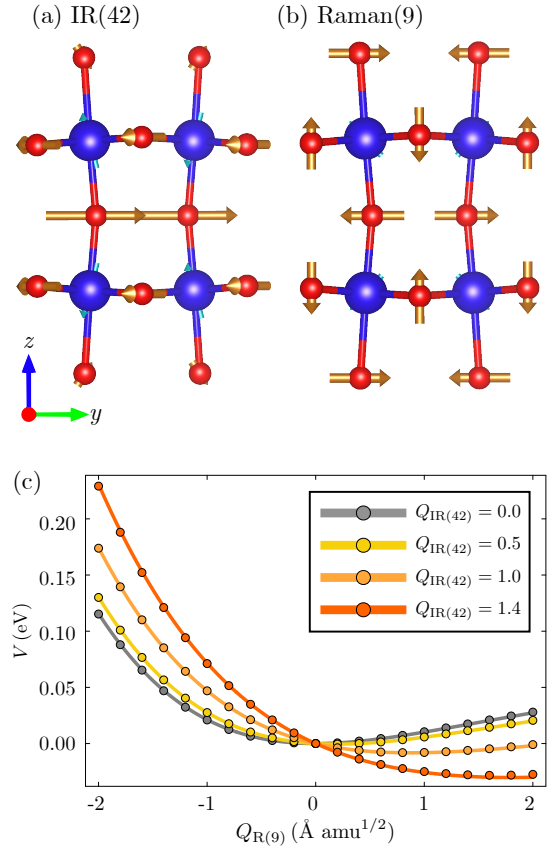 (a) IR(42)
(b) Raman(9)
z
y
(c)
Q_IR(42) = 0.0
Q_IR(42) = 0.5
Q_IR(42) = 1.0
Q_IR(42) = 1.4
V (eV)
0.20
0.15
0.10
0.05
0.00
-2
-1
0
1
2
Q_R(9) (Å amu^1/2)